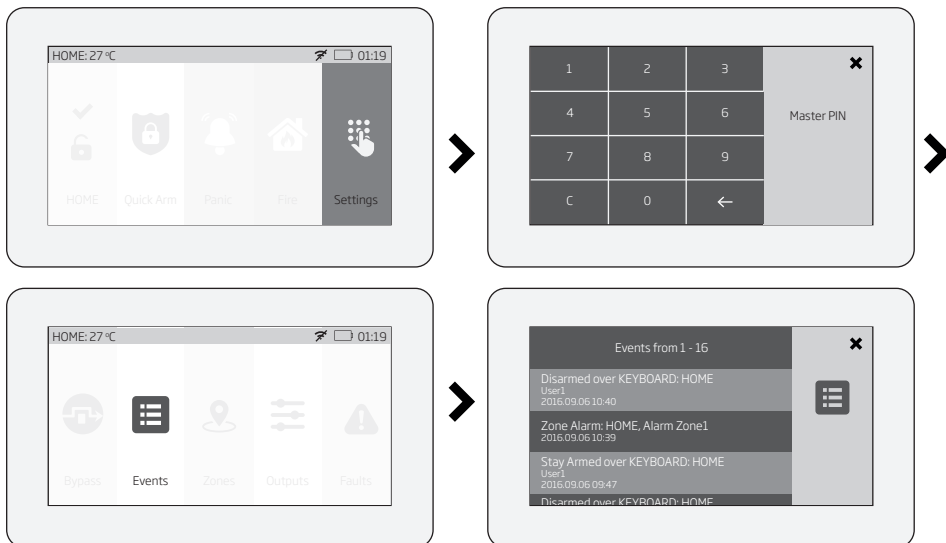 HOME: 27 °C 01:19
HOME Quick Arm Panic Fire Settings
1 2 3
4 5 6
7 8 9
C 0
Master PIN
HOME: 27 °C 01:19
Bypass Events Zones Outputs Faults
Events from 1 - 16
Disarmed over KEYBOARD: HOME
User1
2016.09.06 10:40
Zone Alarm: HOME, Alarm Zone1
2016.09.06 10:39
Stay Armed over KEYBOARD: HOME
User1
2016.09.06 09:47
Disarmed over KEYBOARD: HOME